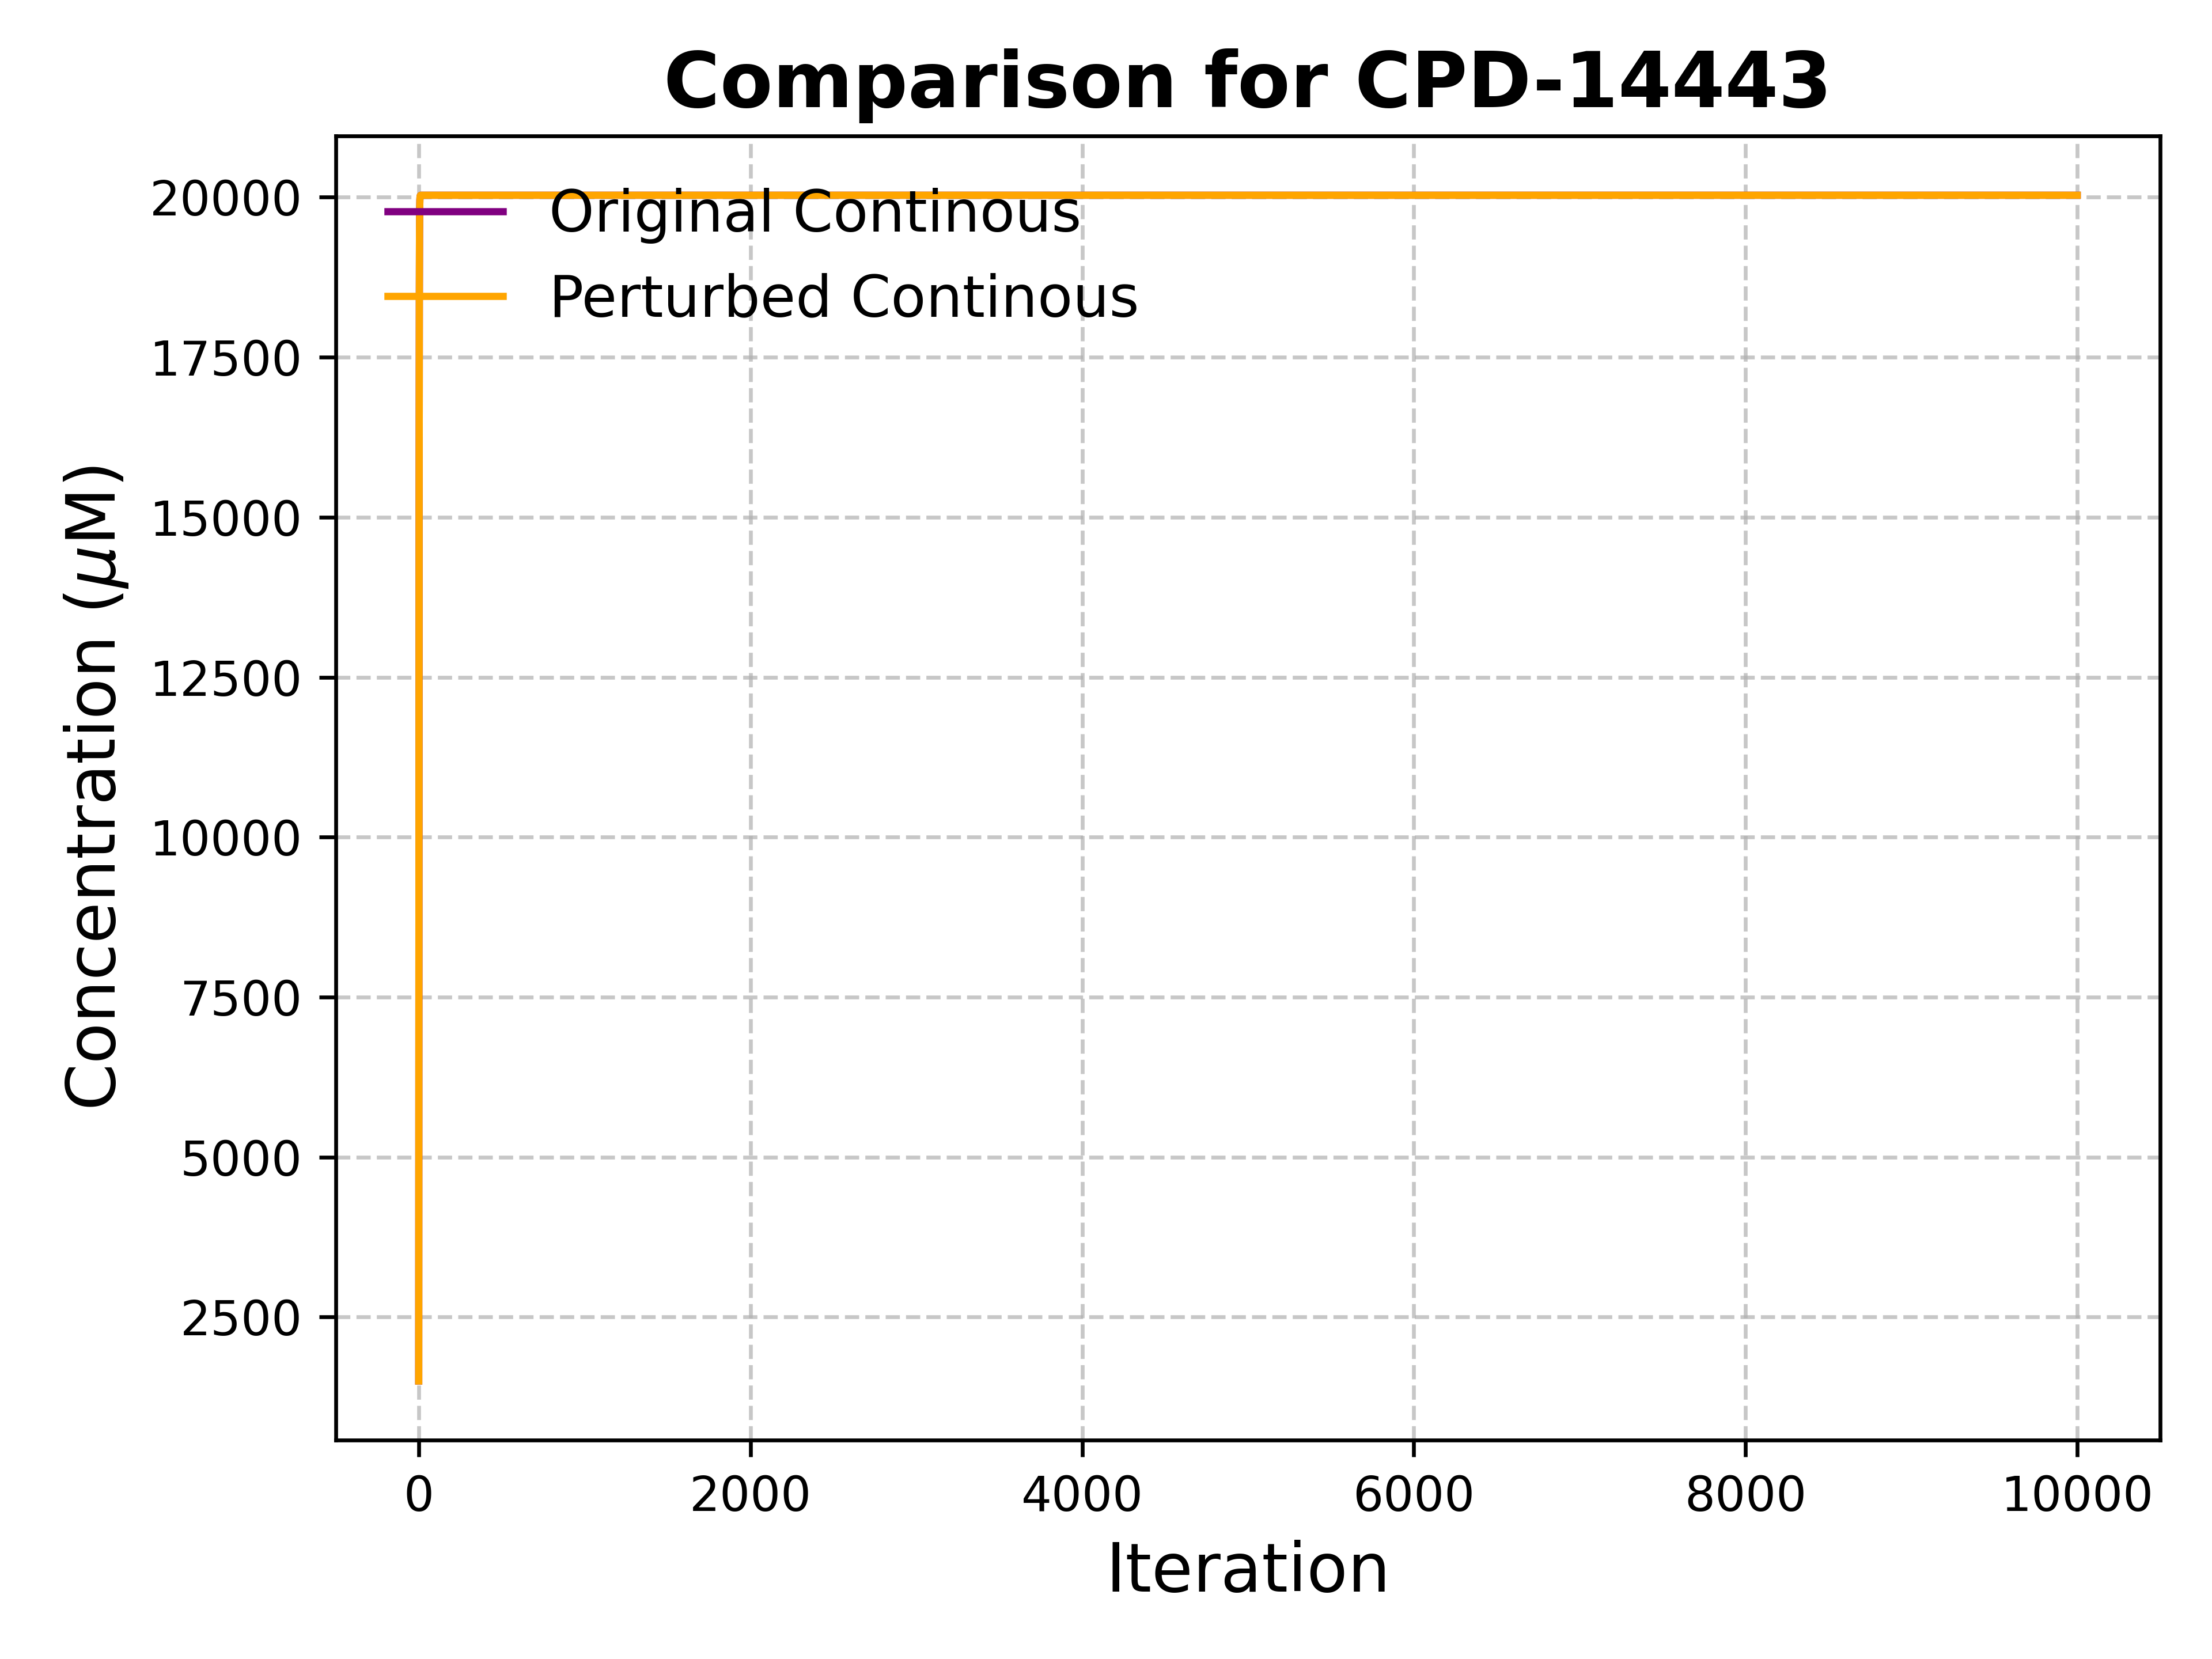 Comparison for CPD-14443
Original Continous
Perturbed Continous
Concentration (μM)
20000
17500
15000
12500
10000
7500
5000
2500
0 2000 4000 6000 8000 10000
Iteration